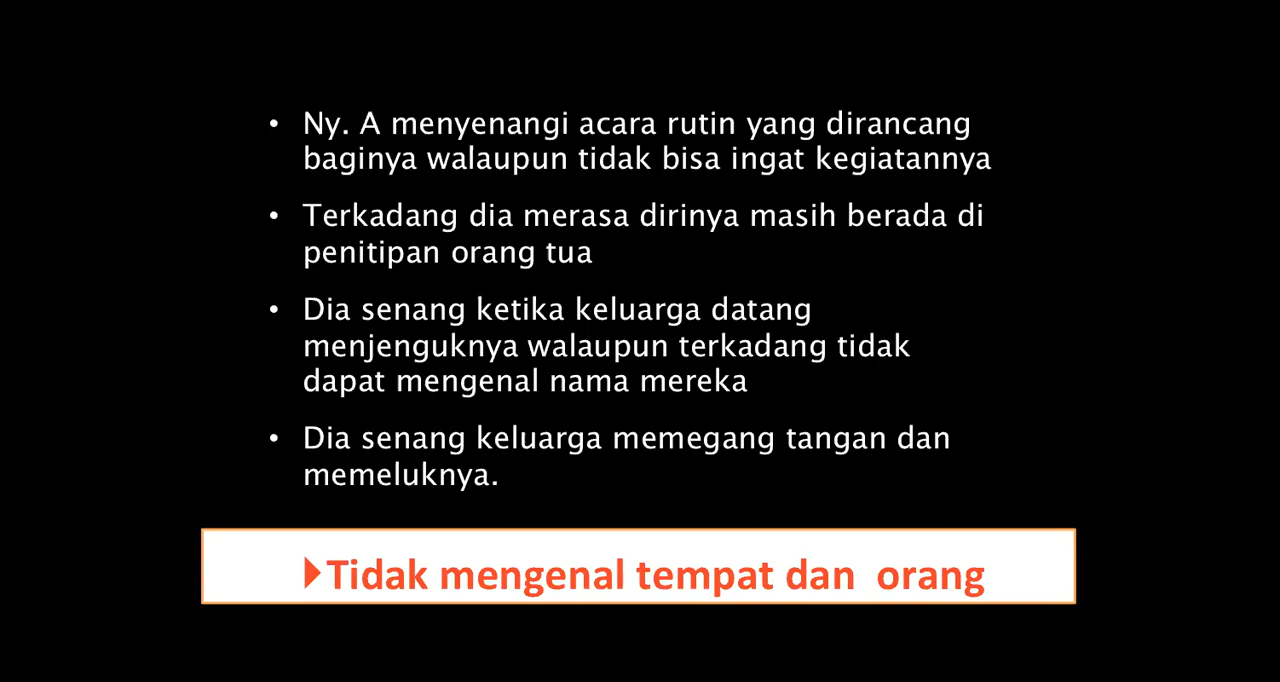 • Ny. A menyenangi acara rutin yang dirancang
baginya walaupun tidak bisa ingat kegiatannya
• Terkadang dia merasa dirinya masih berada di
penitipan orang tua
• Dia senang ketika keluarga datang
menjenguknya walaupun terkadang tidak
dapat mengenal nama mereka
• Dia senang keluarga memegang tangan dan
memeluknya.
Tidak mengenal tempat dan  orang